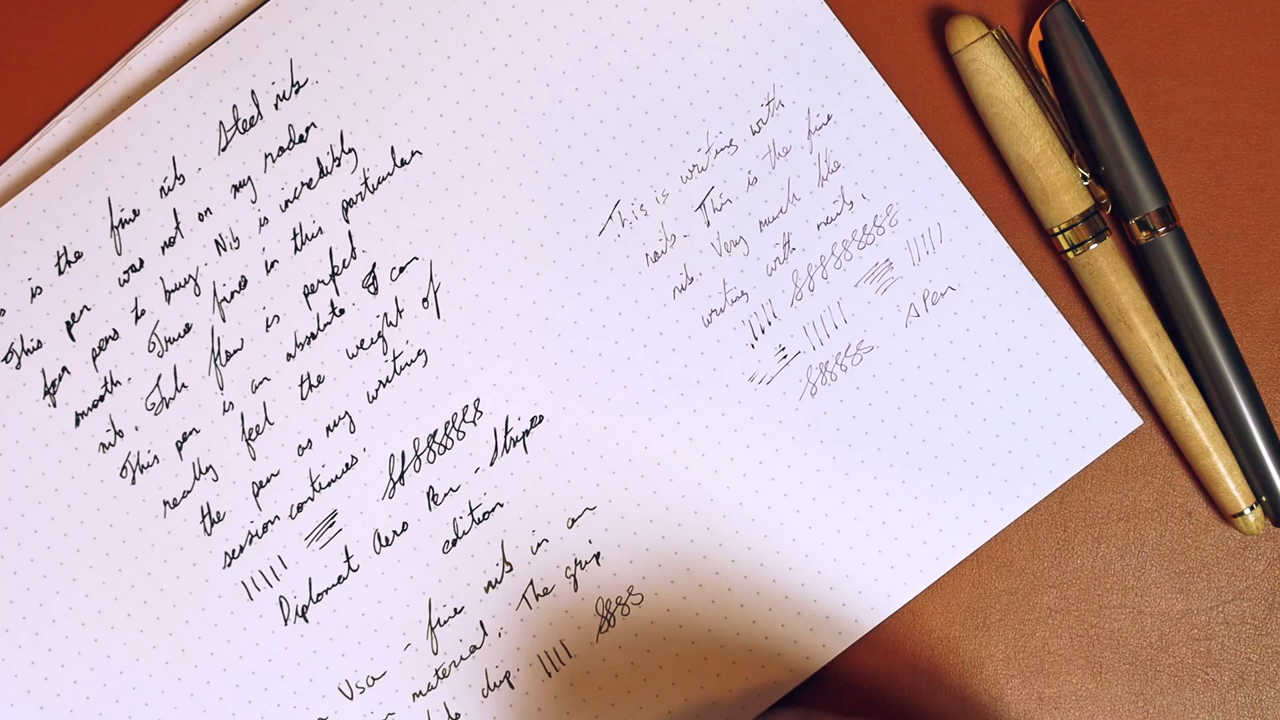 is the fine nib. Steel nib
This pen was not on my radar
for pens to buy. Nib is incredibly
smooth. True fine in this particular
nib. Ink flow is perfect.
This pen is an absolute. I can
really feel the weight of
the pen as my writing
session continues.
Diplomat Aero Pen - Stripes
edition
USA - fine nib in an
material. The grip
This is writing with
nails. This is the fine
nib. Very much like
writing with nails.
A Pen